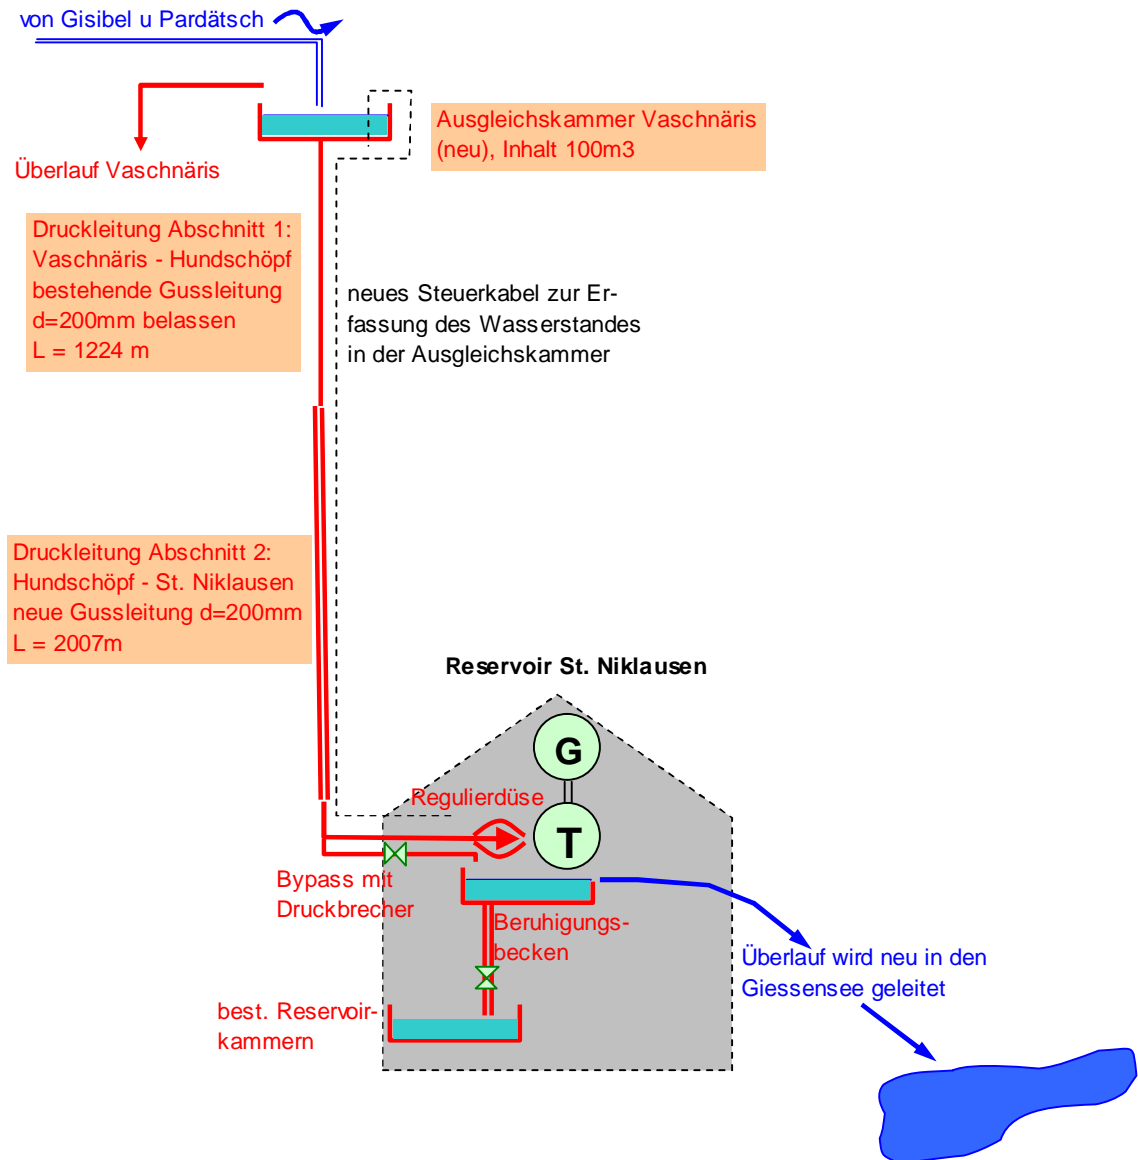 von Gisibel u Pardätsch
Ausgleichskammer Vaschnäris
(neu), Inhalt 100m3
Überlauf Vaschnäris
Druckleitung Abschnitt 1:
Vaschnäris - Hundschöpf
bestehende Gussleitung
d=200mm belassen
L = 1224 m
neues Steuerkabel zur Er-
fassung des Wasserstandes
in der Ausgleichskammer
Druckleitung Abschnitt 2:
Hundschöpf - St. Niklausen
neue Gussleitung d=200mm
L = 2007m
Reservoir St. Niklausen
G
Regulierdüse
T
Bypass mit
Druckbrecher
Beruhigungs-
becken
Überlauf wird neu in den
Giessensee geleitet
best. Reservoir-
kammern